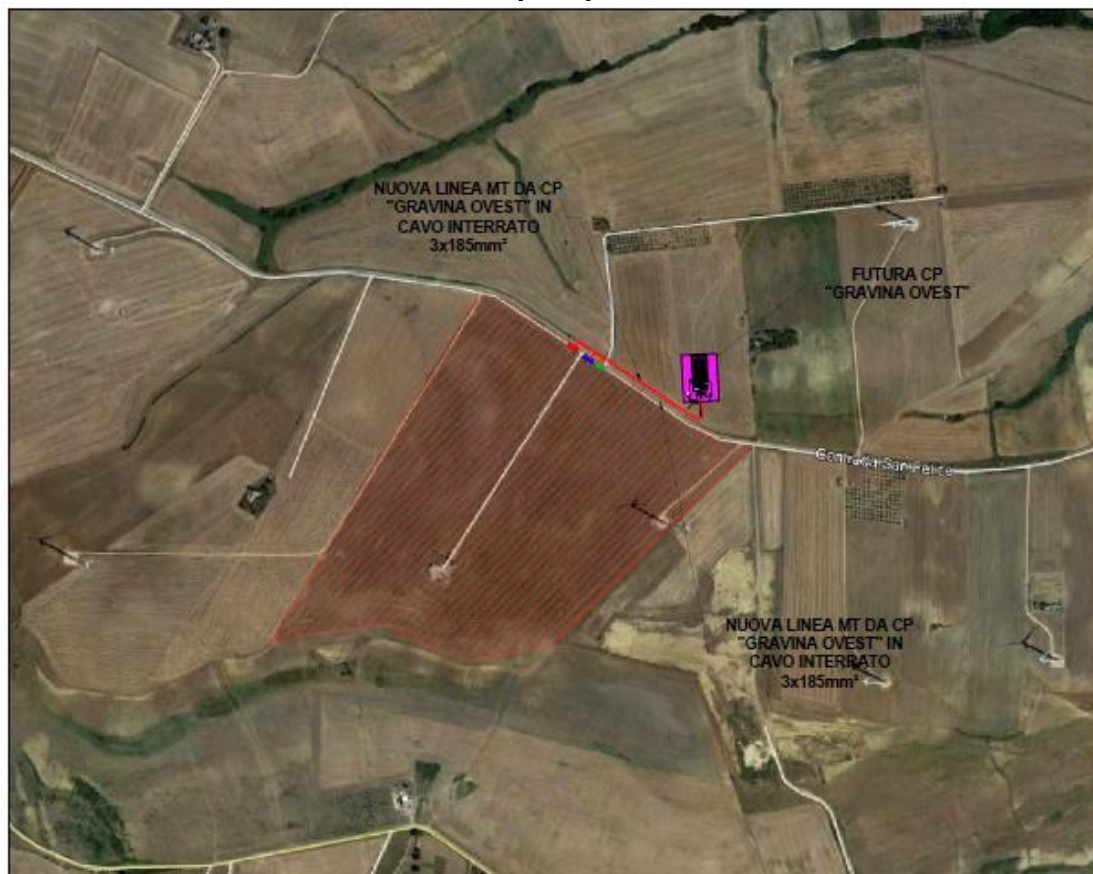 NUOVA LINEA MT DA CP
"GRAVINA OVEST" IN
CAVO INTERRATO
3x185mm²
FUTURA CP
"GRAVINA OVEST"
Contrada San Felice
NUOVA LINEA MT DA CP
"GRAVINA OVEST" IN
CAVO INTERRATO
3x185mm²